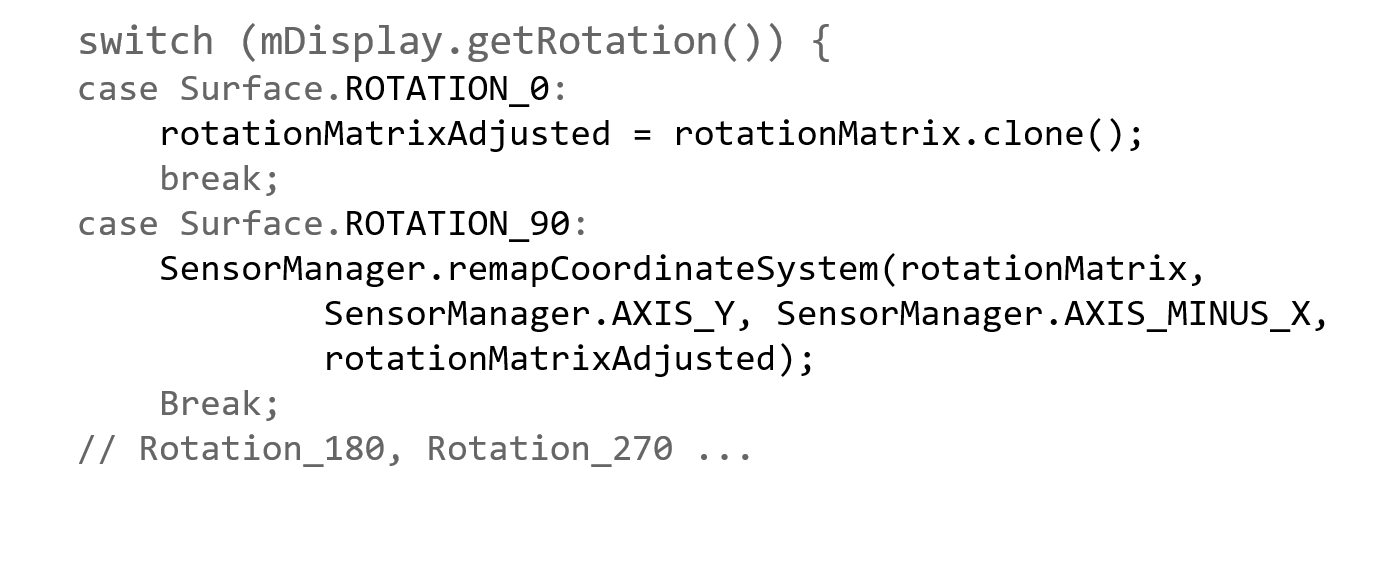 switch (mDisplay.getRotation()) {
case Surface.ROTATION_0:
    rotationMatrixAdjusted = rotationMatrix.clone();
    break;
case Surface.ROTATION_90:
    SensorManager.remapCoordinateSystem(rotationMatrix,
            SensorManager.AXIS_Y, SensorManager.AXIS_MINUS_X,
            rotationMatrixAdjusted);
    Break;
// Rotation_180, Rotation_270 ...